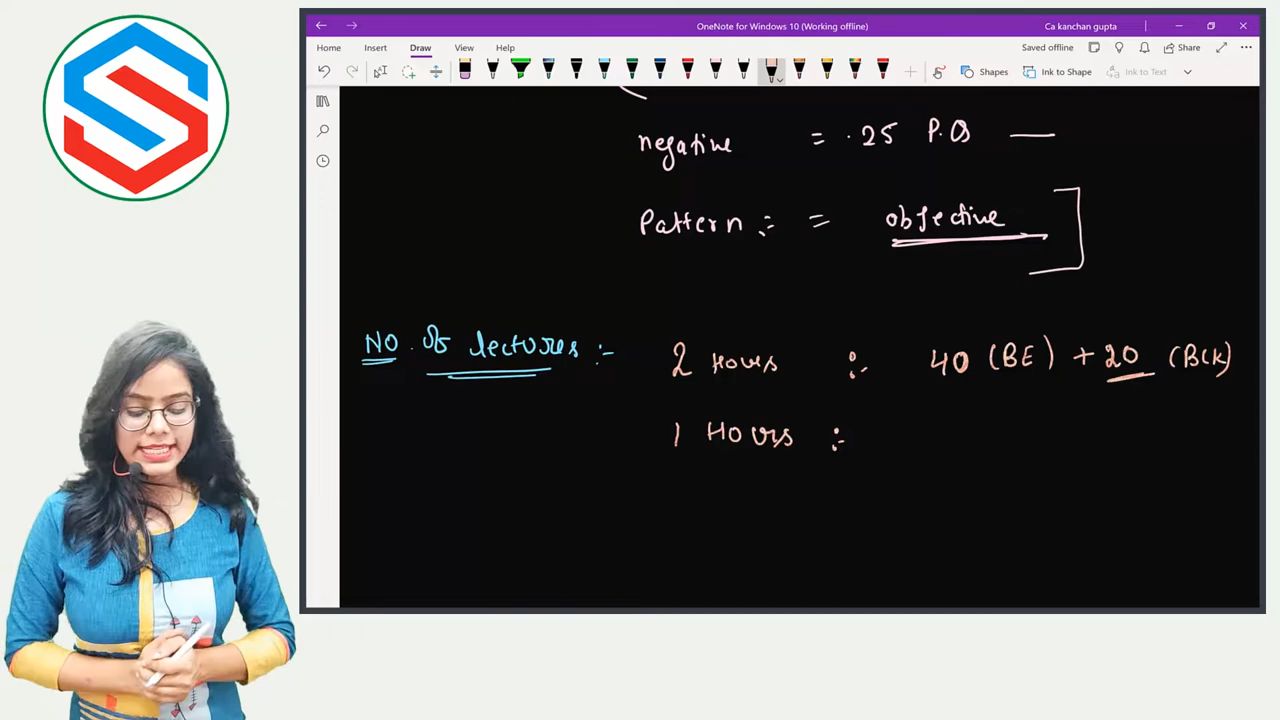 OneNote for Windows 10 (Working offline)
Ca kanchan gupta
Home Insert Draw View Help
Saved offline
Share
Shapes
Ink to Shape
Ink to Text
negative = .25 P.Q —
Pattern :- = objective
NO. of lectures :-
2 Hours :- 40 (BE) + 20 (BCK)
1 Hours :-